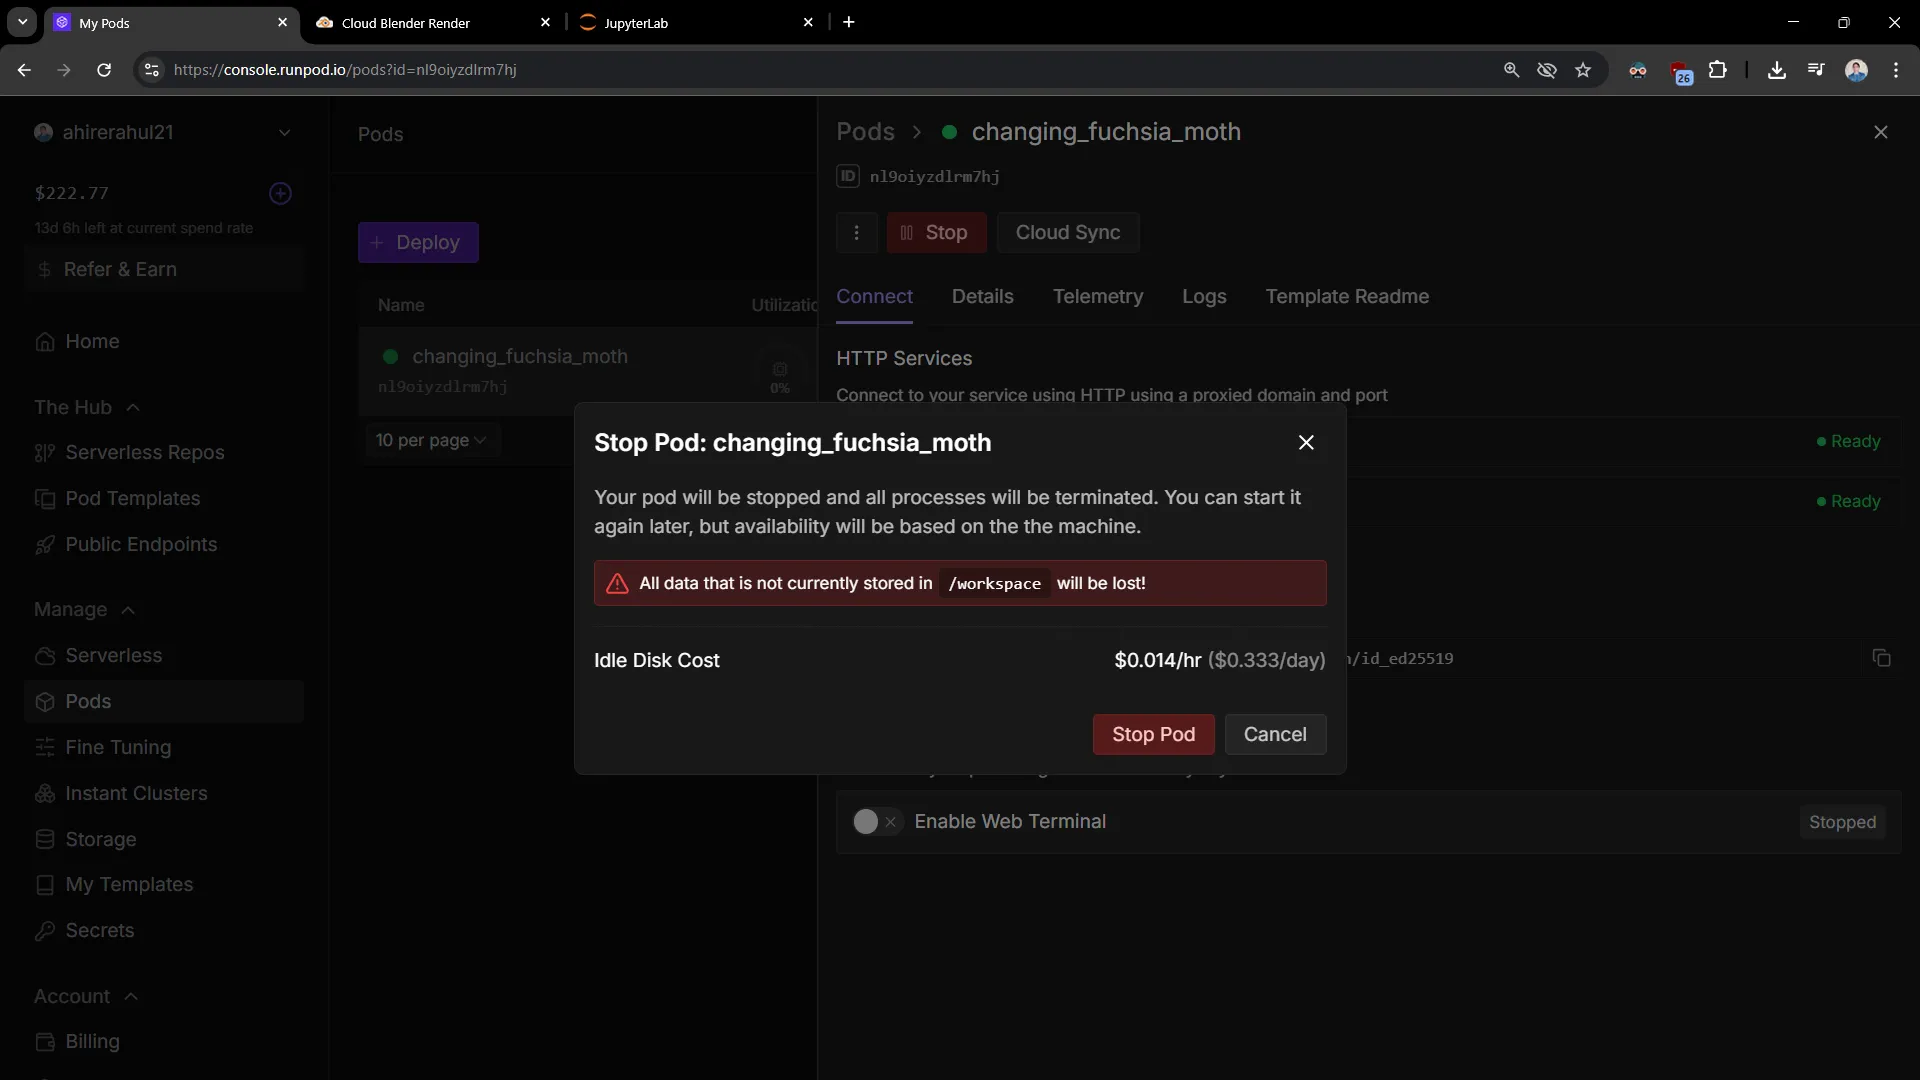 My Pods
Cloud Blender Render
JupyterLab
https://console.runpod.io/pods?id=nl9oiyzdlrm7hj
26
ahirerahul21
$222.77
13d 6h left at current spend rate
$ Refer & Earn
Home
The Hub
Serverless Repos
Pod Templates
Public Endpoints
Manage
Serverless
Pods
Fine Tuning
Instant Clusters
Storage
My Templates
Secrets
Account
Billing
Pods
+ Deploy
Name
changing_fuchsia_moth
nl9oiyzdlrm7hj
0%
10 per page
Pods > changing_fuchsia_moth
ID nl9oiyzdlrm7hj
Stop
Cloud Sync
Connect
Details
Telemetry
Logs
Template Readme
HTTP Services
Connect to your service using HTTP using a proxied domain and port
Ready
Ready
/id_ed25519
Enable Web Terminal
Stopped
Stop Pod: changing_fuchsia_moth
Your pod will be stopped and all processes will be terminated. You can start it
again later, but availability will be based on the the machine.
All data that is not currently stored in /workspace will be lost!
Idle Disk Cost
$0.014/hr ($0.333/day)
Stop Pod
Cancel